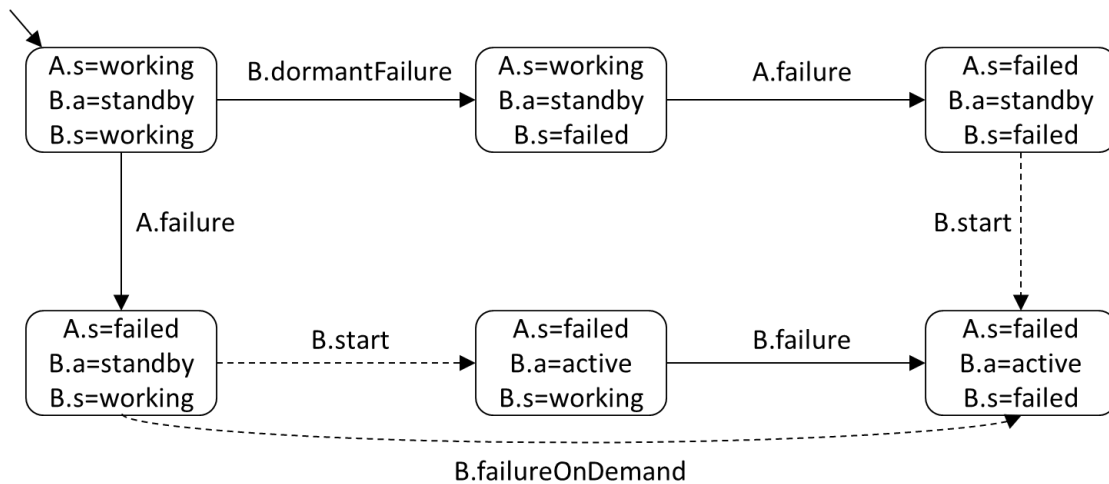 A.s=working
B.a=standby
B.s=working
B.dormantFailure
A.s=working
B.a=standby
B.s=failed
A.failure
A.s=failed
B.a=standby
B.s=failed
A.failure
B.start
A.s=failed
B.a=standby
B.s=working
B.start
A.s=failed
B.a=active
B.s=working
B.failure
A.s=failed
B.a=active
B.s=failed
B.failureOnDemand